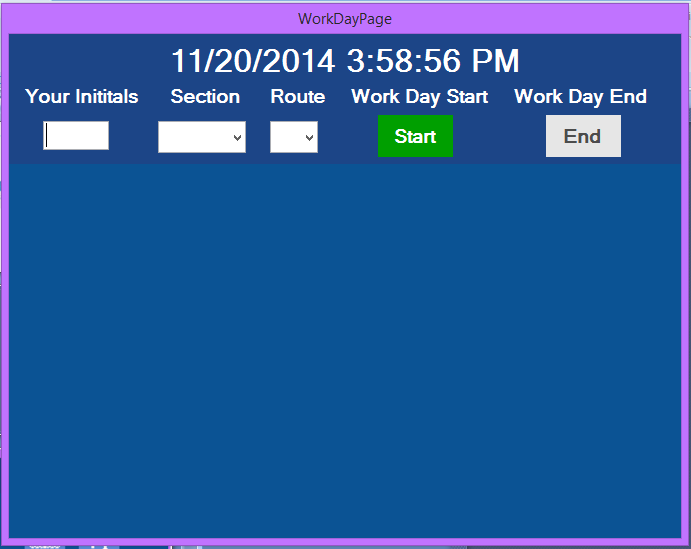 WorkDayPage
11/20/2014 3:58:56 PM
Your Inititals Section Route Work Day Start Work Day End
Start End